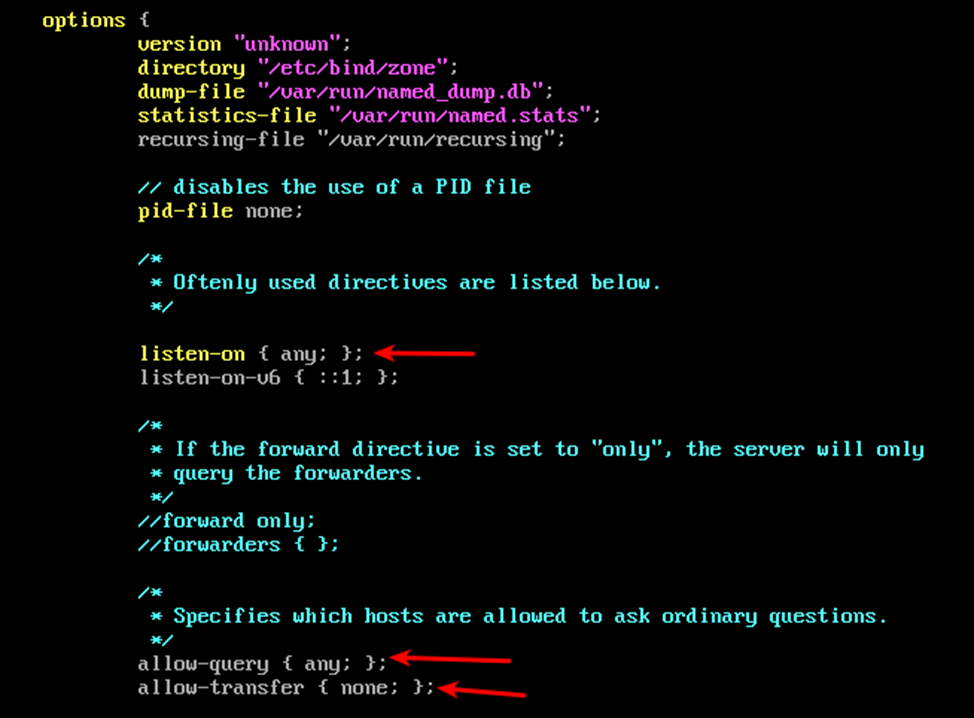 options {
version "unknown";
directory "/etc/bind/zone";
dump-file "/var/run/named_dump.db";
statistics-file "/var/run/named.stats";
recursing-file "/var/run/recursing";
// disables the use of a PID file
pid-file none;
/*
* Oftenly used directives are listed below.
*/
listen-on { any; };
listen-on-v6 { ::1; };
/*
* If the forward directive is set to "only", the server will only
* query the forwarders.
*/
//forward only;
//forwarders { };
/*
* Specifies which hosts are allowed to ask ordinary questions.
*/
allow-query { any; };
allow-transfer { none; };